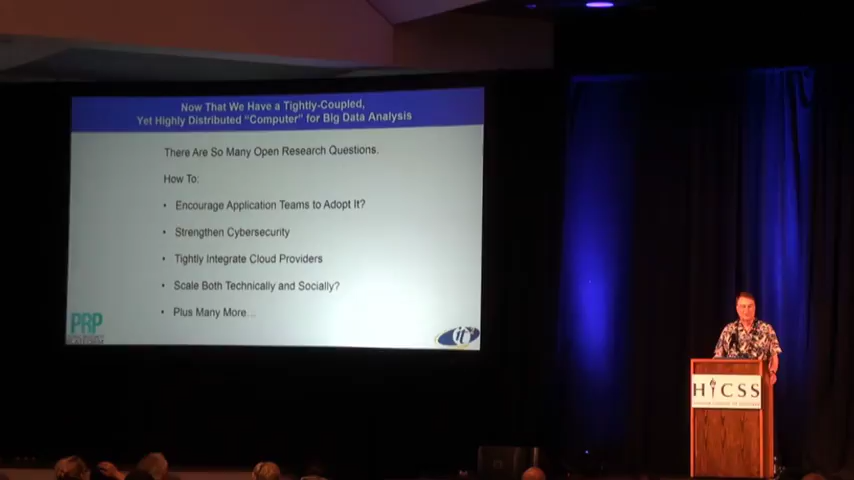 Now That We Have a Tightly-Coupled,
Yet Highly Distributed "Computer" for Big Data Analysis
There Are So Many Open Research Questions.
How To:
• Encourage Application Teams to Adopt It?
• Strengthen Cybersecurity
• Tightly Integrate Cloud Providers
• Scale Both Technically and Socially?
• Plus Many More…
PRP
HICSS